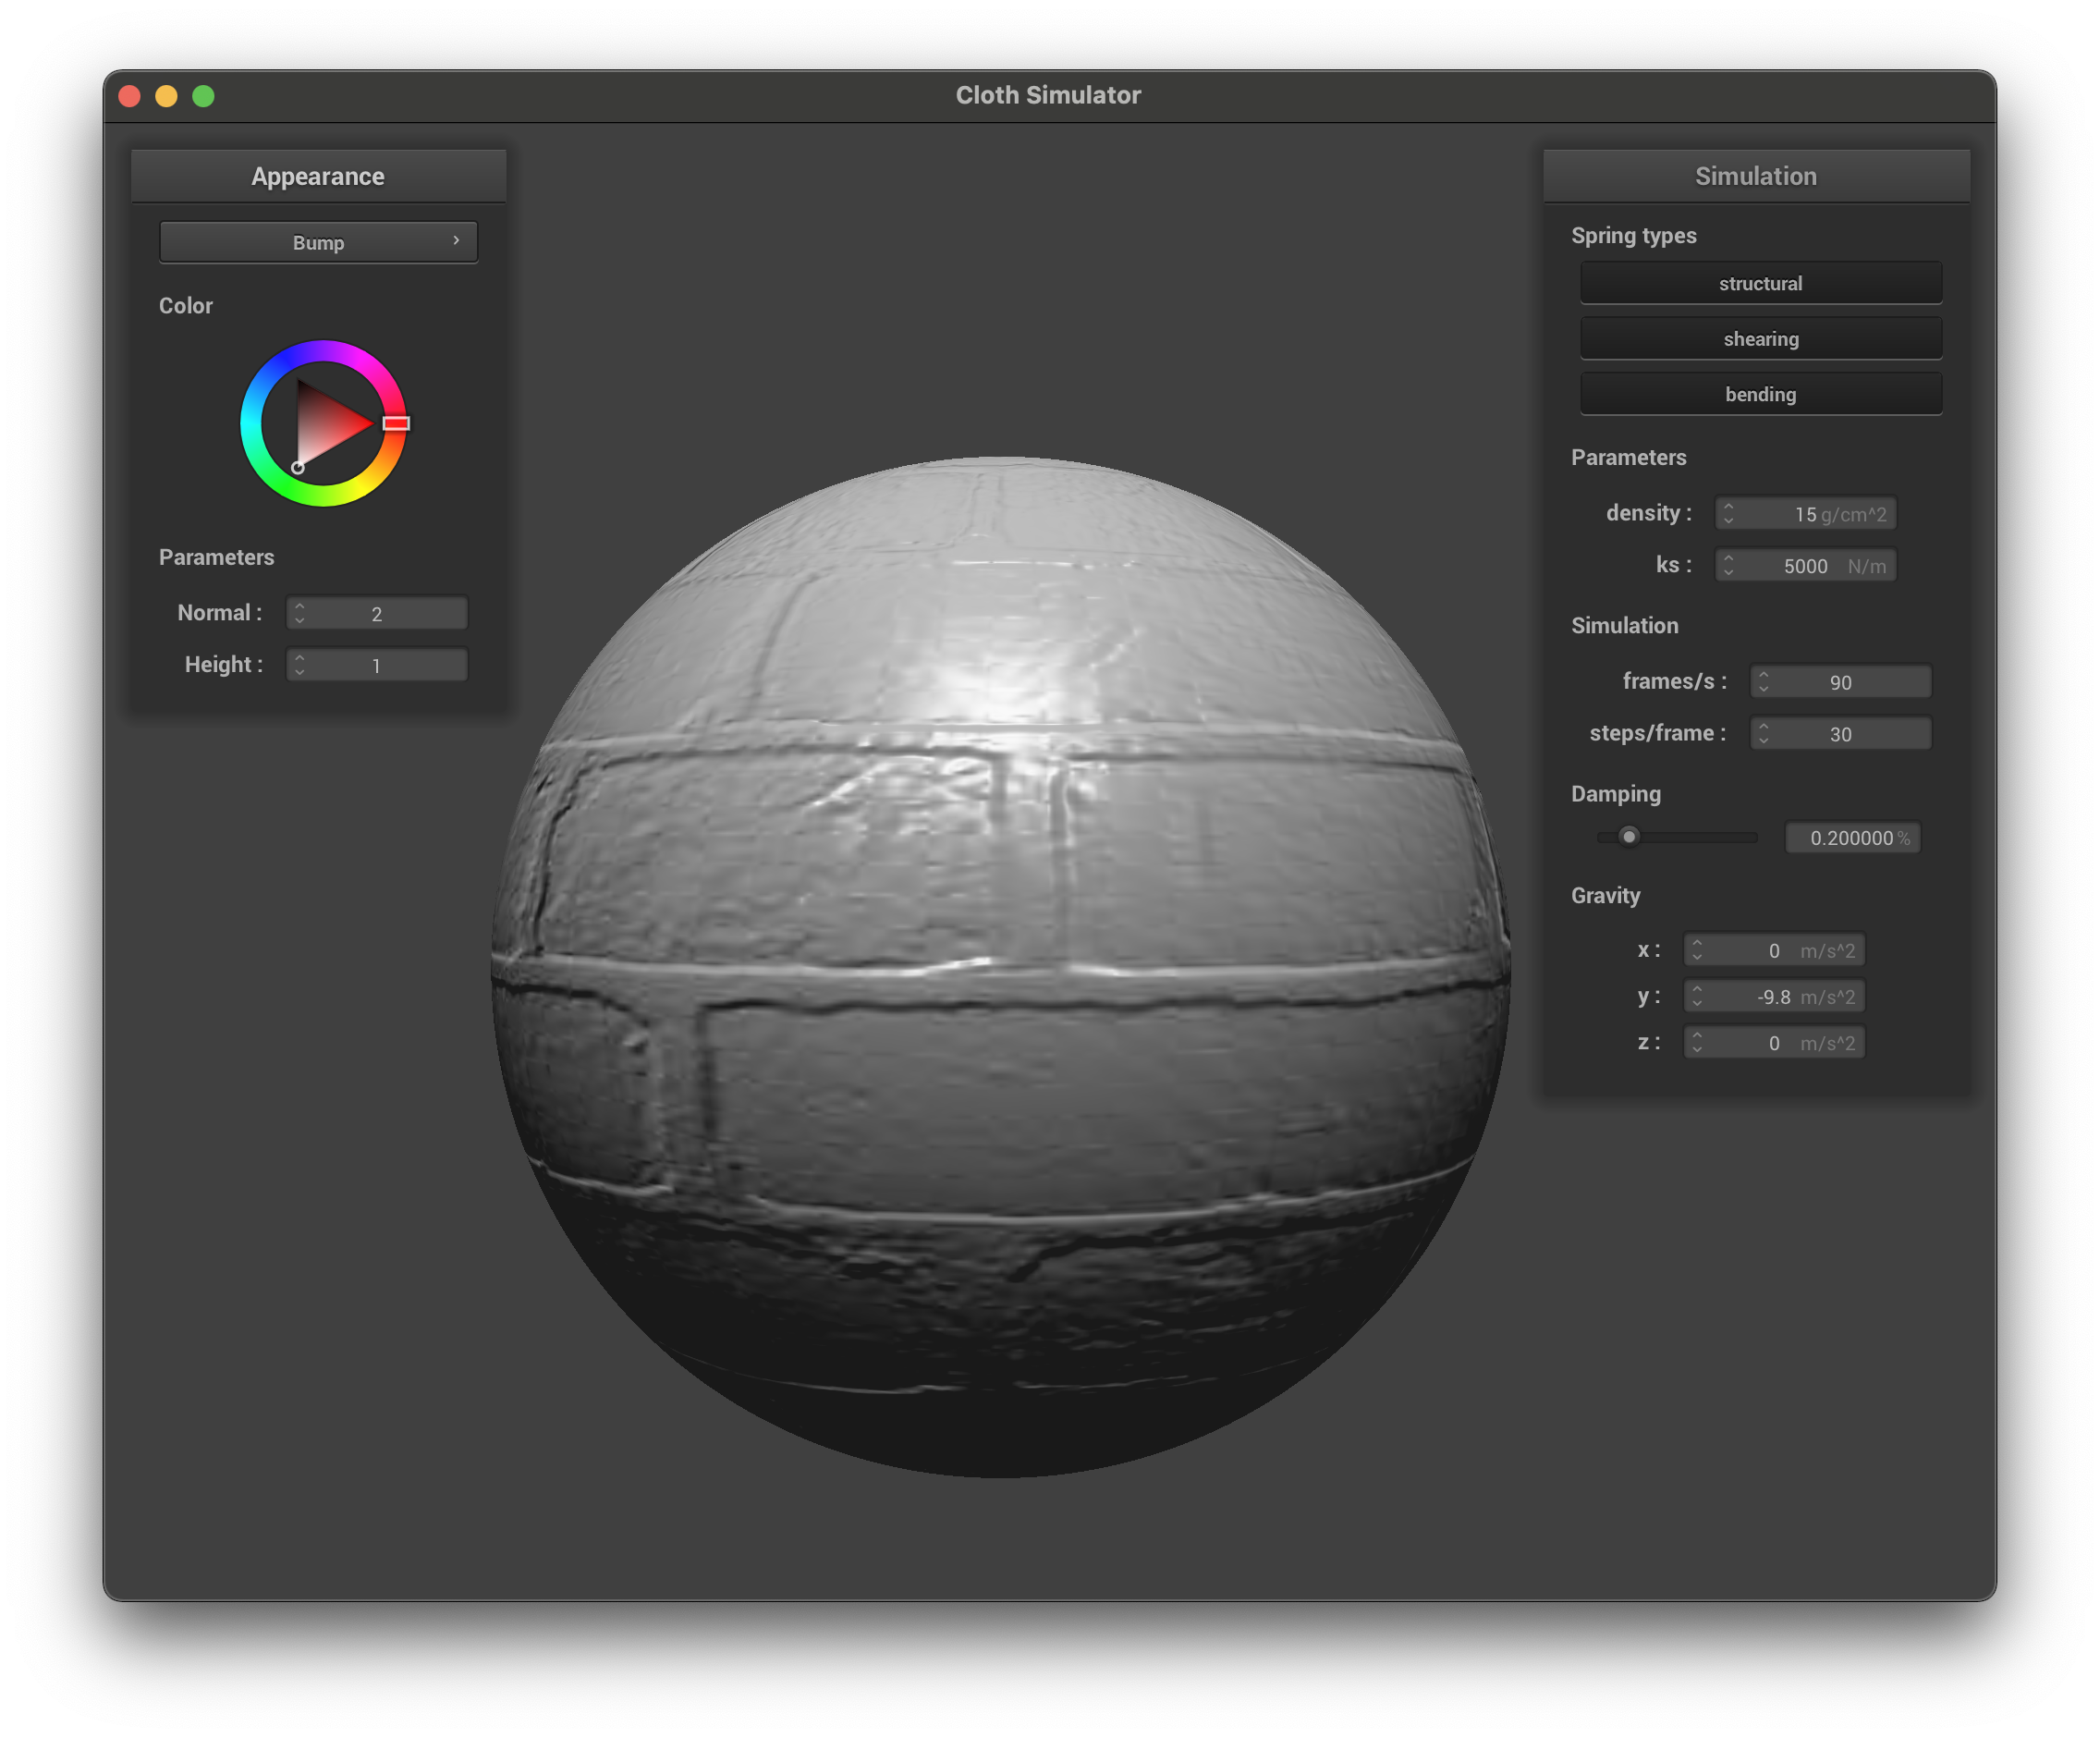 Cloth Simulator
Appearance
Bump
Color
Parameters
Normal : 2
Height : 1
Simulation
Spring types
structural
shearing
bending
Parameters
density : 15 g/cm^2
ks : 5000 N/m
Simulation
frames/s : 90
steps/frame : 30
Damping
0.200000 %
Gravity
x : 0 m/s^2
y : -9.8 m/s^2
z : 0 m/s^2